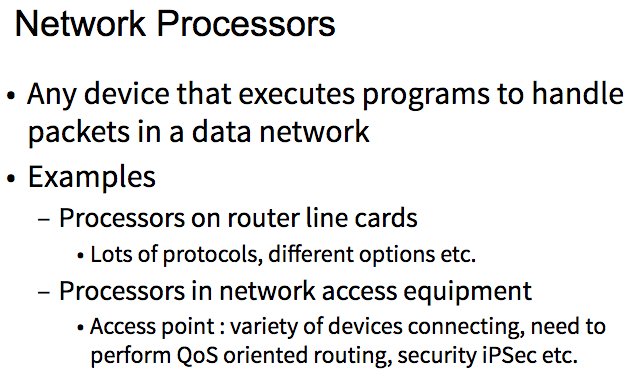 Network Processors
• Any device that executes programs to handle
packets in a data network
• Examples
– Processors on router line cards
• Lots of protocols, different options etc.
– Processors in network access equipment
• Access point : variety of devices connecting, need to
perform QoS oriented routing, security iPSec etc.